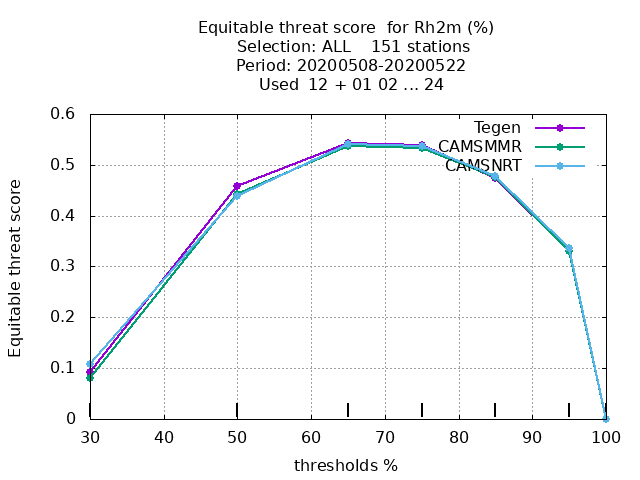 Equitable threat score  for Rh2m (%)
Selection: ALL    151 stations
Period: 20200508-20200522
Used  12 + 01 02 ... 24
Equitable threat score
0.6
0.5
0.4
0.3
0.2
0.1
0
Tegen
CAMSMMR
CAMSNRT
30 40 50 60 70 80 90 100
thresholds %